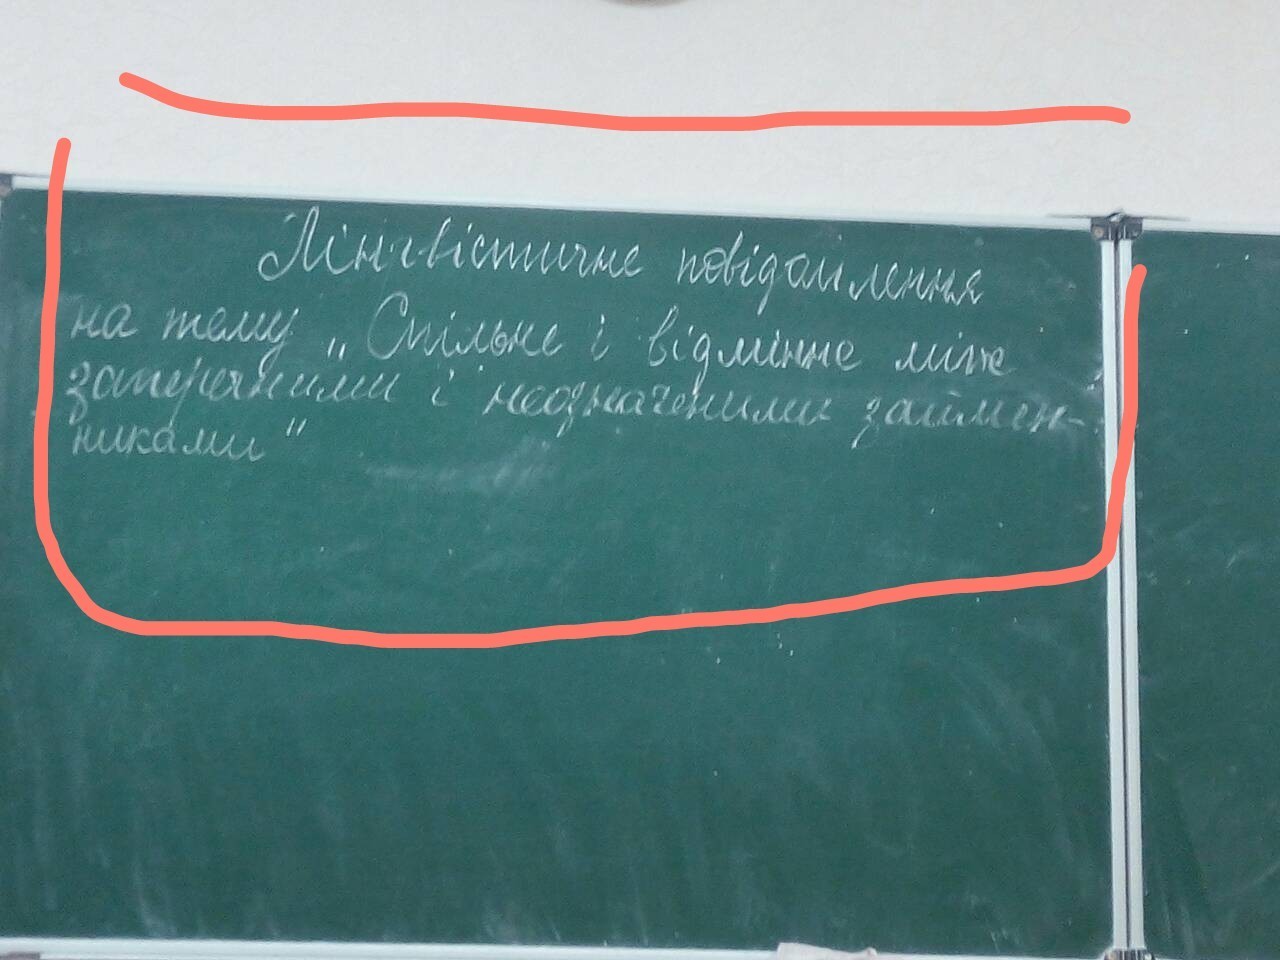 Лінгвістичне повідомлення
на тему „Спільне і відмінне між
заперечними і неозначеними займен-
никами"